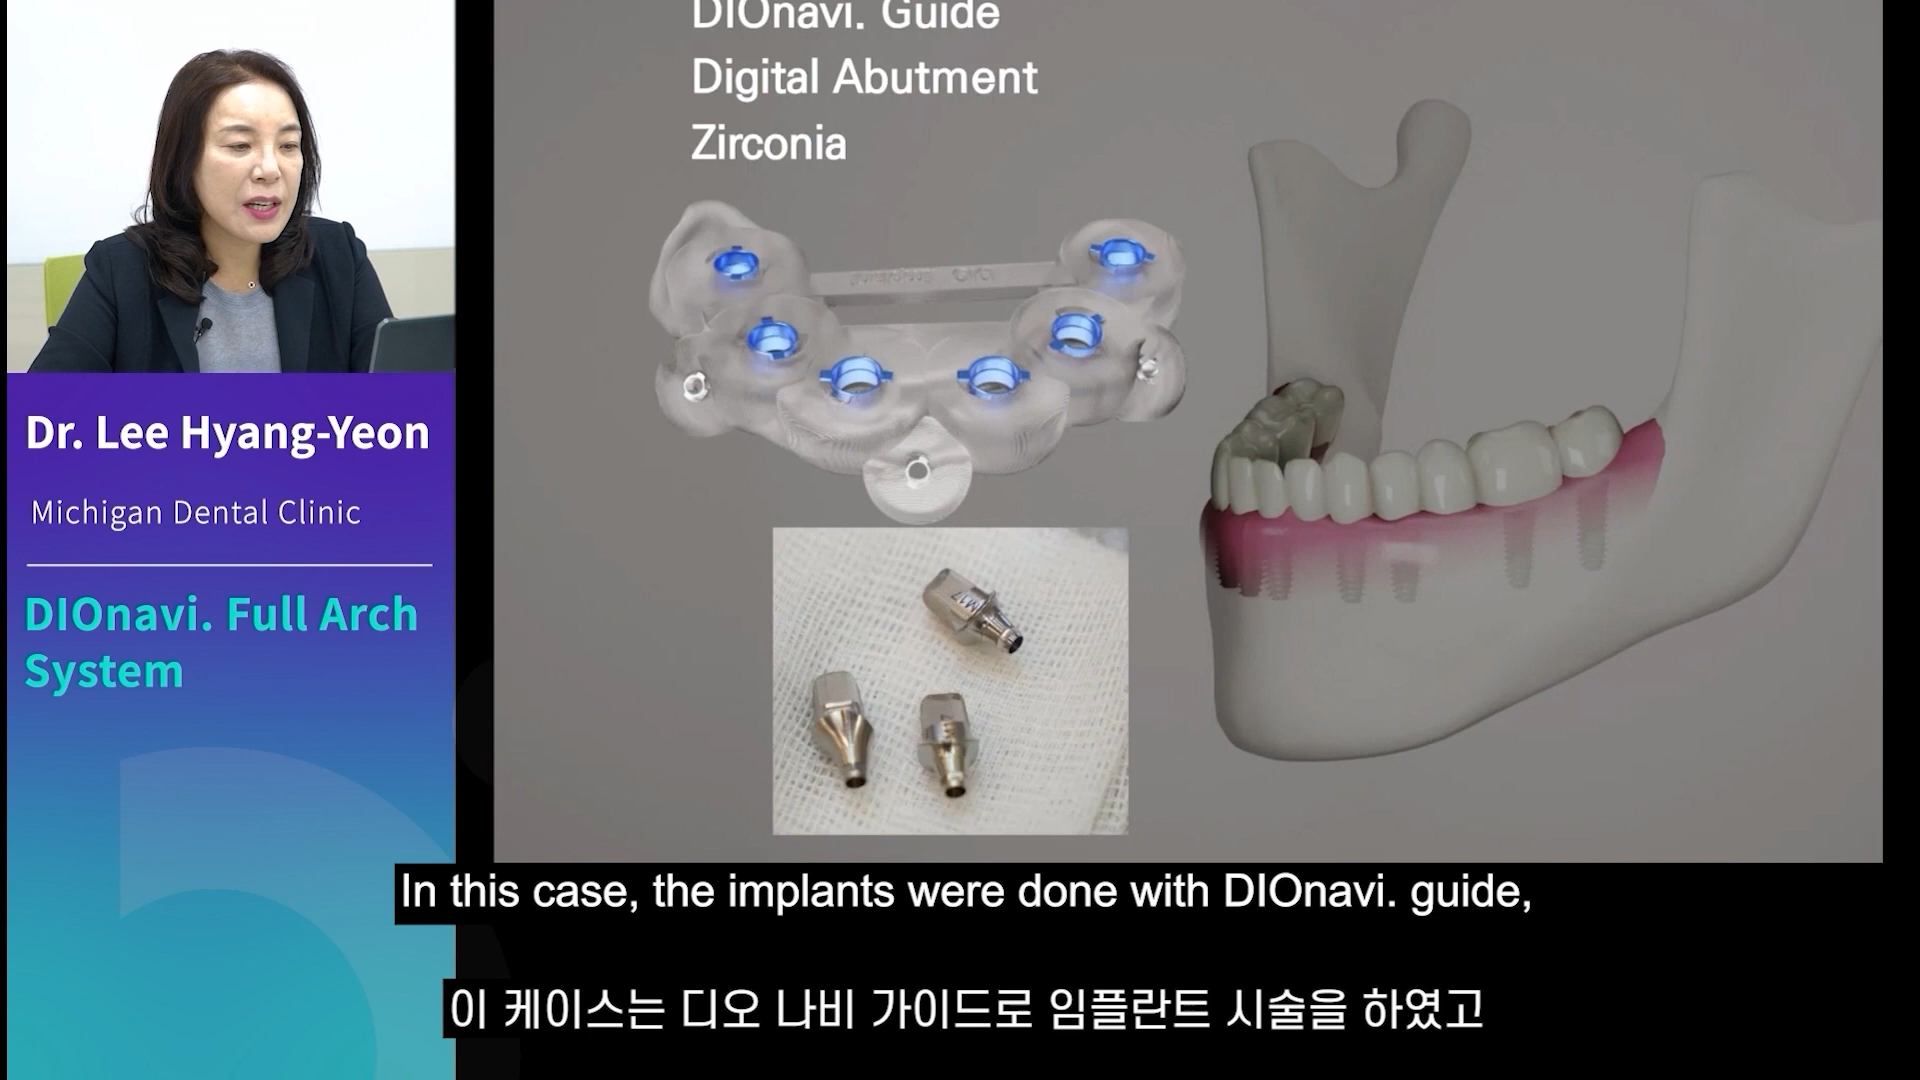 DIOnavi. Guide
Digital Abutment
Zirconia
M17
Dr. Lee Hyang-Yeon
Michigan Dental Clinic
DIOnavi. Full Arch
System
In this case, the implants were done with DIOnavi. guide,
이 케이스는 디오 나비 가이드로 임플란트 시술을 하였고